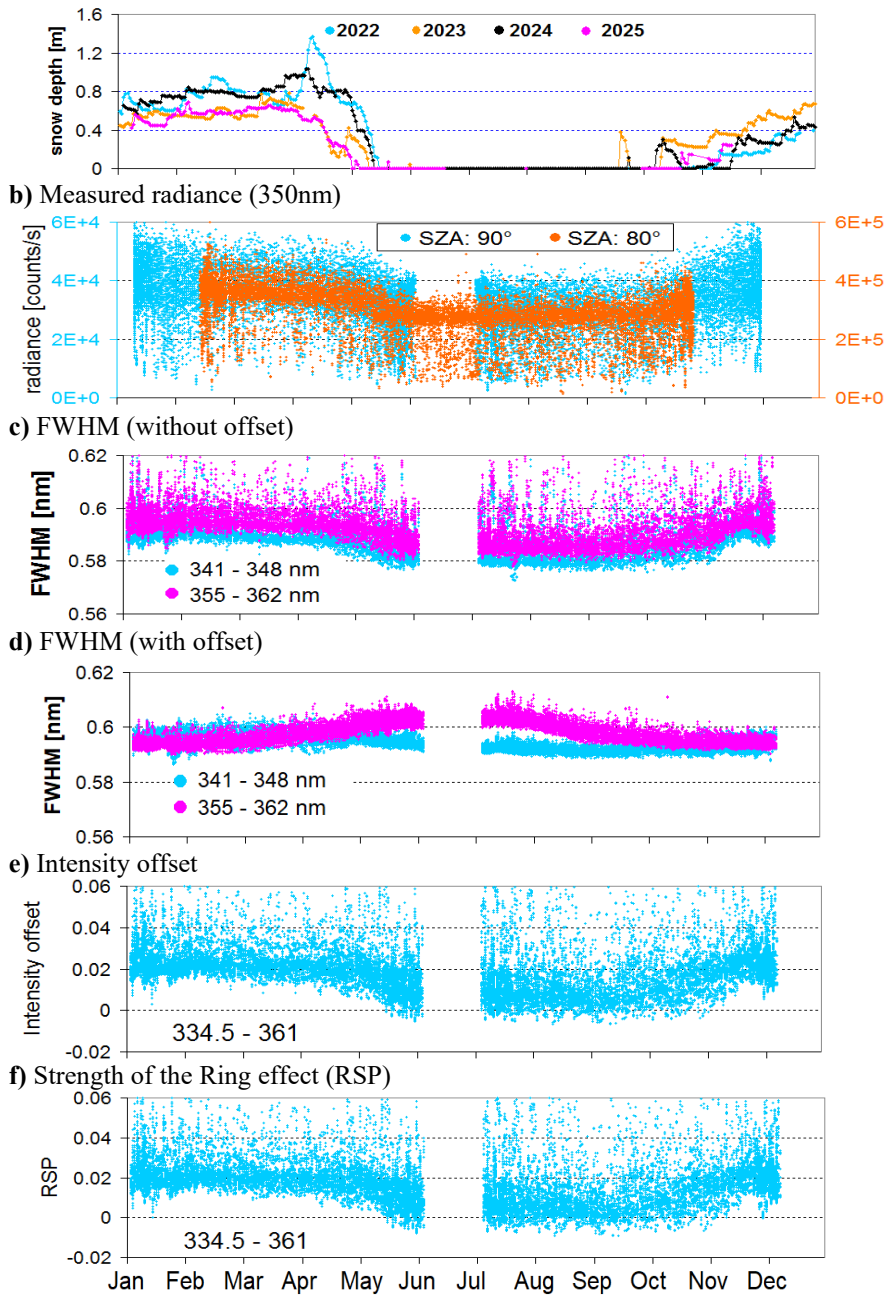 1.6
2022 2023 2024 2025
1.2
0.8
0.4
0
snow depth [m]
b) Measured radiance (350nm)
6E+4 6E+5
SZA: 90° SZA: 80°
4E+4 4E+5
2E+4 2E+5
0E+0 0E+0
radiance [counts/s]
c) FWHM (without offset)
0.62
0.6
0.58
0.56
FWHM [nm]
341 - 348 nm
355 - 362 nm
d) FWHM (with offset)
0.62
0.6
0.58
0.56
FWHM [nm]
341 - 348 nm
355 - 362 nm
e) Intensity offset
0.06
0.04
0.02
0
-0.02
Intensity offset
334.5 - 361
f) Strength of the Ring effect (RSP)
0.06
0.04
0.02
0
-0.02
RSP
334.5 - 361
Jan Feb Mar Apr May Jun Jul Aug Sep Oct Nov Dec